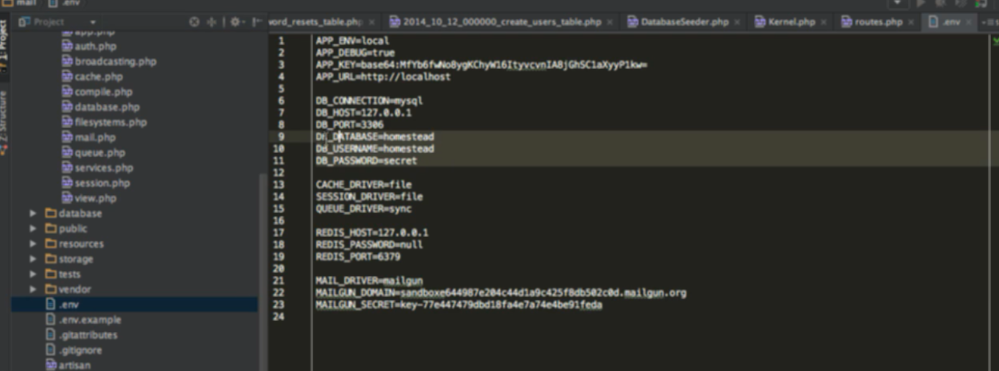 mail .env
1: Project
Z: Structure
Project
word_resets_table.php
2014_10_12_000000_create_users_table.php
DatabaseSeeder.php
Kernel.php
routes.php
.env
app.php
auth.php
broadcasting.php
cache.php
compile.php
database.php
filesystems.php
mail.php
queue.php
services.php
session.php
view.php
database
public
resources
storage
tests
vendor
.env
.env.example
.gitattributes
.gitignore
artisan
1 APP_ENV=local
2 APP_DEBUG=true
3 APP_KEY=base64:MfYb6fwNo8ygKChyW16ItyvcvnIA8jGhSC1aXyyP1kw=
4 APP_URL=http://localhost
5
6 DB_CONNECTION=mysql
7 DB_HOST=127.0.0.1
8 DB_PORT=3306
9 DB_DATABASE=homestead
10 DB_USERNAME=homestead
11 DB_PASSWORD=secret
12
13 CACHE_DRIVER=file
14 SESSION_DRIVER=file
15 QUEUE_DRIVER=sync
16
17 REDIS_HOST=127.0.0.1
18 REDIS_PASSWORD=null
19 REDIS_PORT=6379
20
21 MAIL_DRIVER=mailgun
22 MAILGUN_DOMAIN=sandboxe644987e204c44d1a9c425f8db502c0d.mailgun.org
23 MAILGUN_SECRET=key-77e447479dbd18fa4e7a74e4be91feda
24